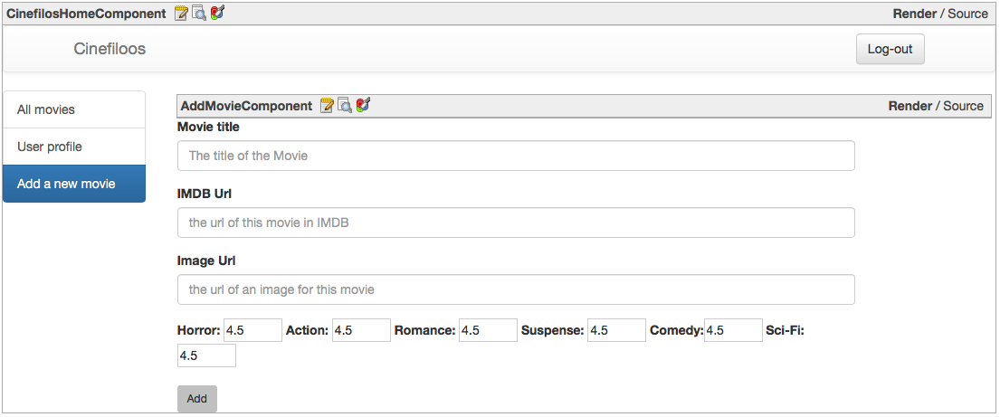 CinefilosHomeComponent Render / Source
Cinefiloos Log-out
All movies
User profile
Add a new movie
AddMovieComponent Render / Source
Movie title
The title of the Movie
IMDB Url
the url of this movie in IMDB
Image Url
the url of an image for this movie
Horror: 4.5 Action: 4.5 Romance: 4.5 Suspense: 4.5 Comedy: 4.5 Sci-Fi:
4.5
Add